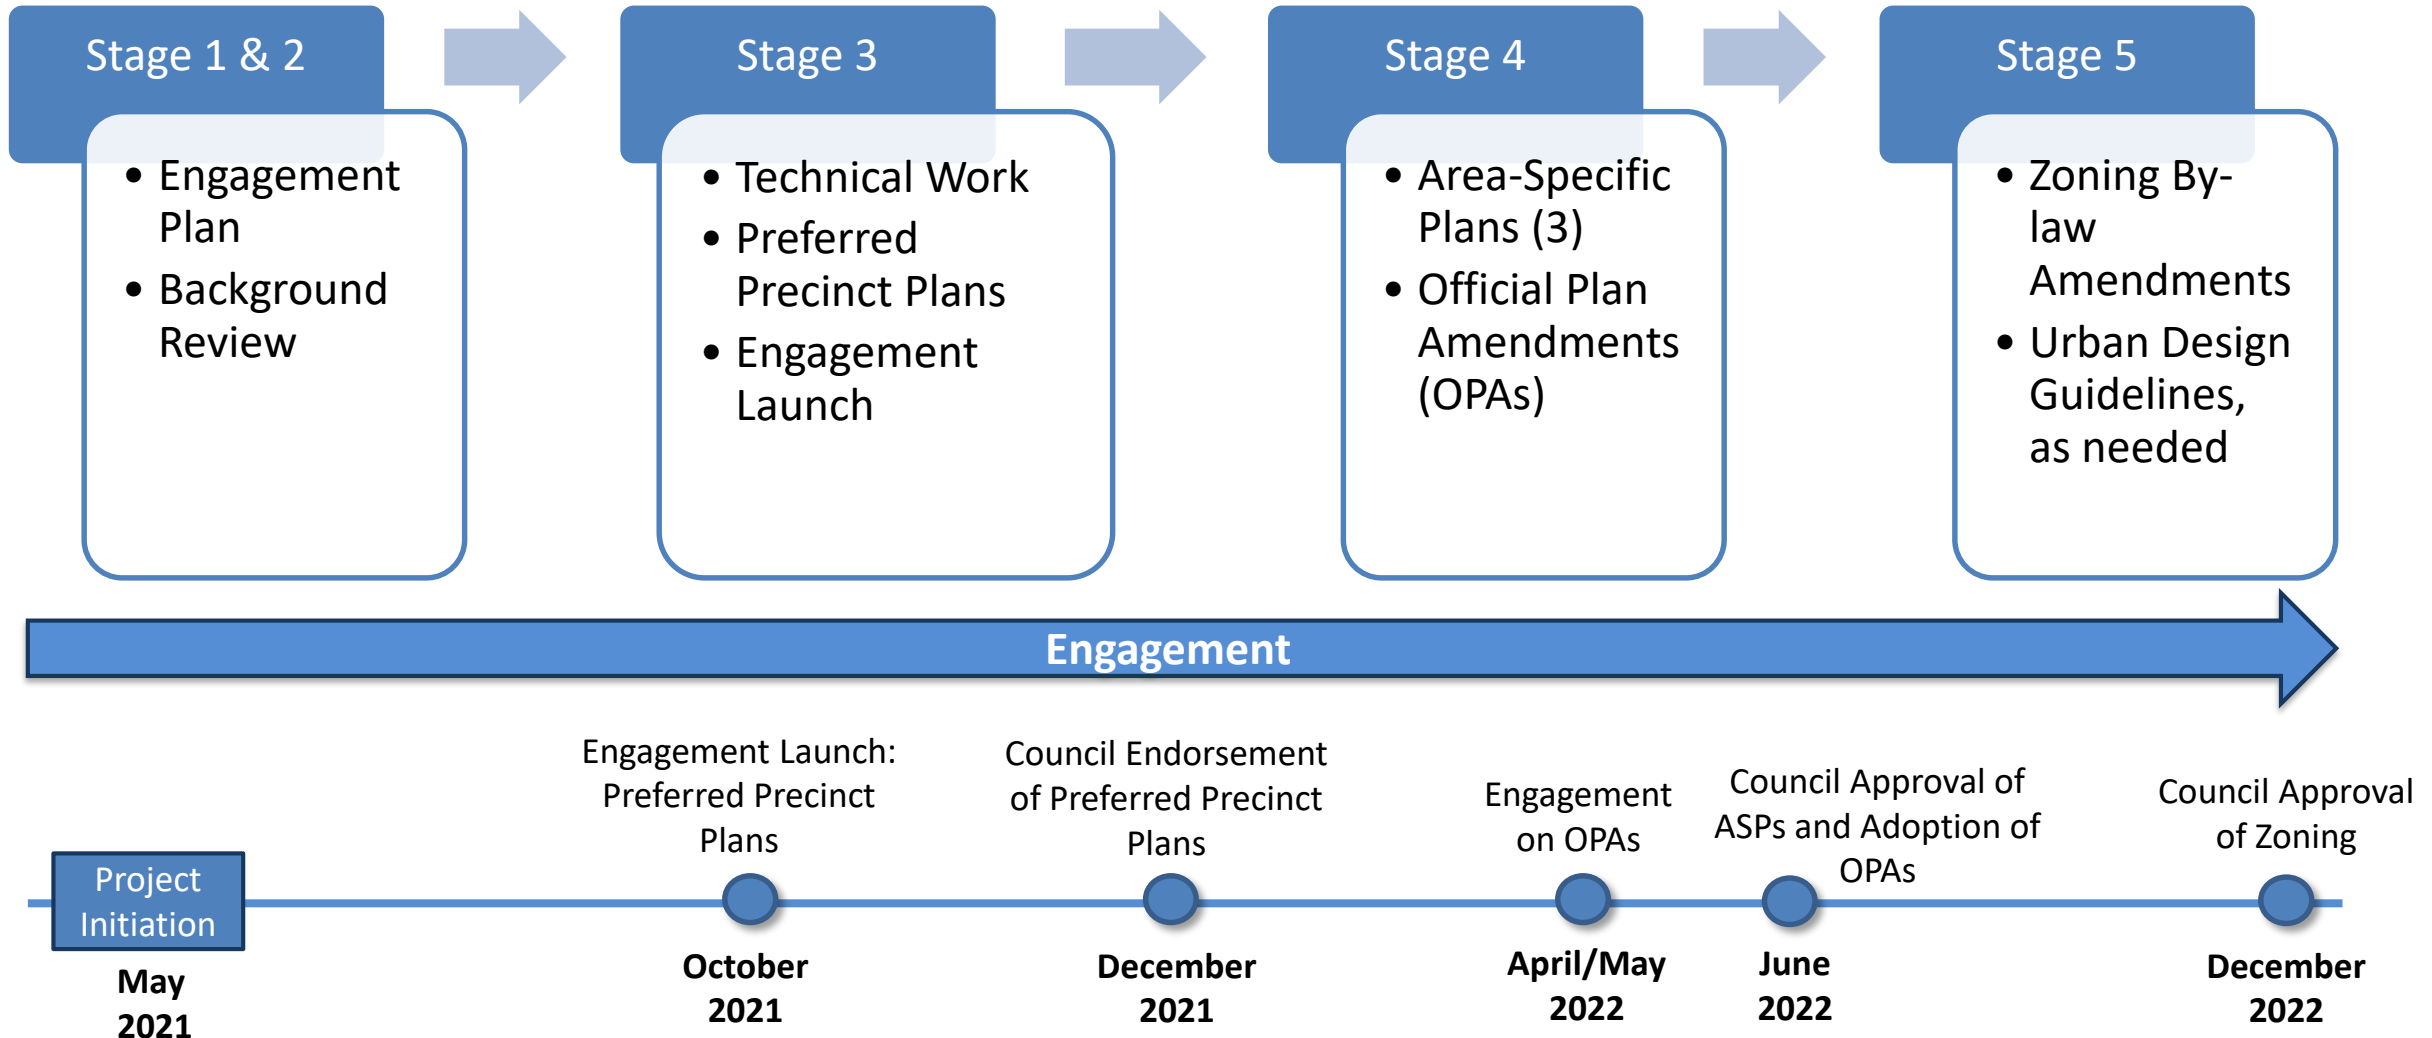 Stage 1 & 2
• Engagement
Plan
• Background
Review
Stage 3
• Technical Work
• Preferred
Precinct Plans
• Engagement
Launch
Stage 4
• Area-Specific
Plans (3)
• Official Plan
Amendments
(OPAs)
Stage 5
• Zoning By-
law
Amendments
• Urban Design
Guidelines,
as needed
Engagement
Project
Initiation
May
2021
Engagement Launch:
Preferred Precinct
Plans
October
2021
Council Endorsement
of Preferred Precinct
Plans
December
2021
Engagement
on OPAs
April/May
2022
Council Approval of
ASPs and Adoption of
OPAs
June
2022
Council Approval
of Zoning
December
2022